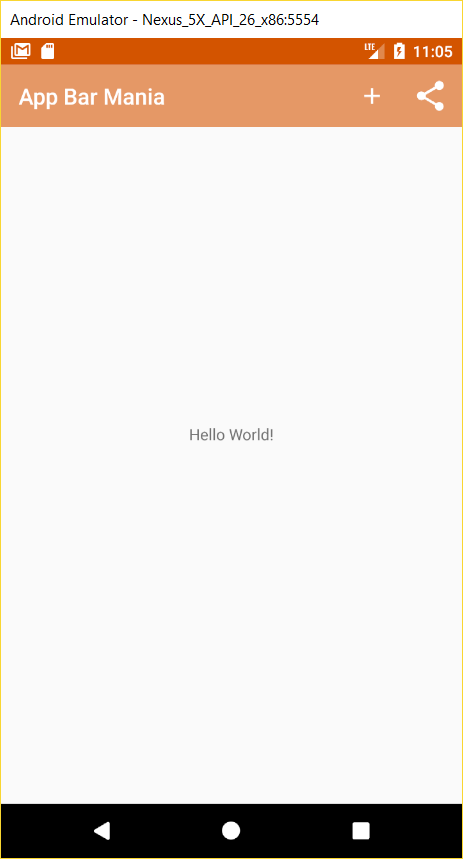 Android Emulator - Nexus_5X_API_26_x86:5554
LTE 11:05
App Bar Mania
Hello World!